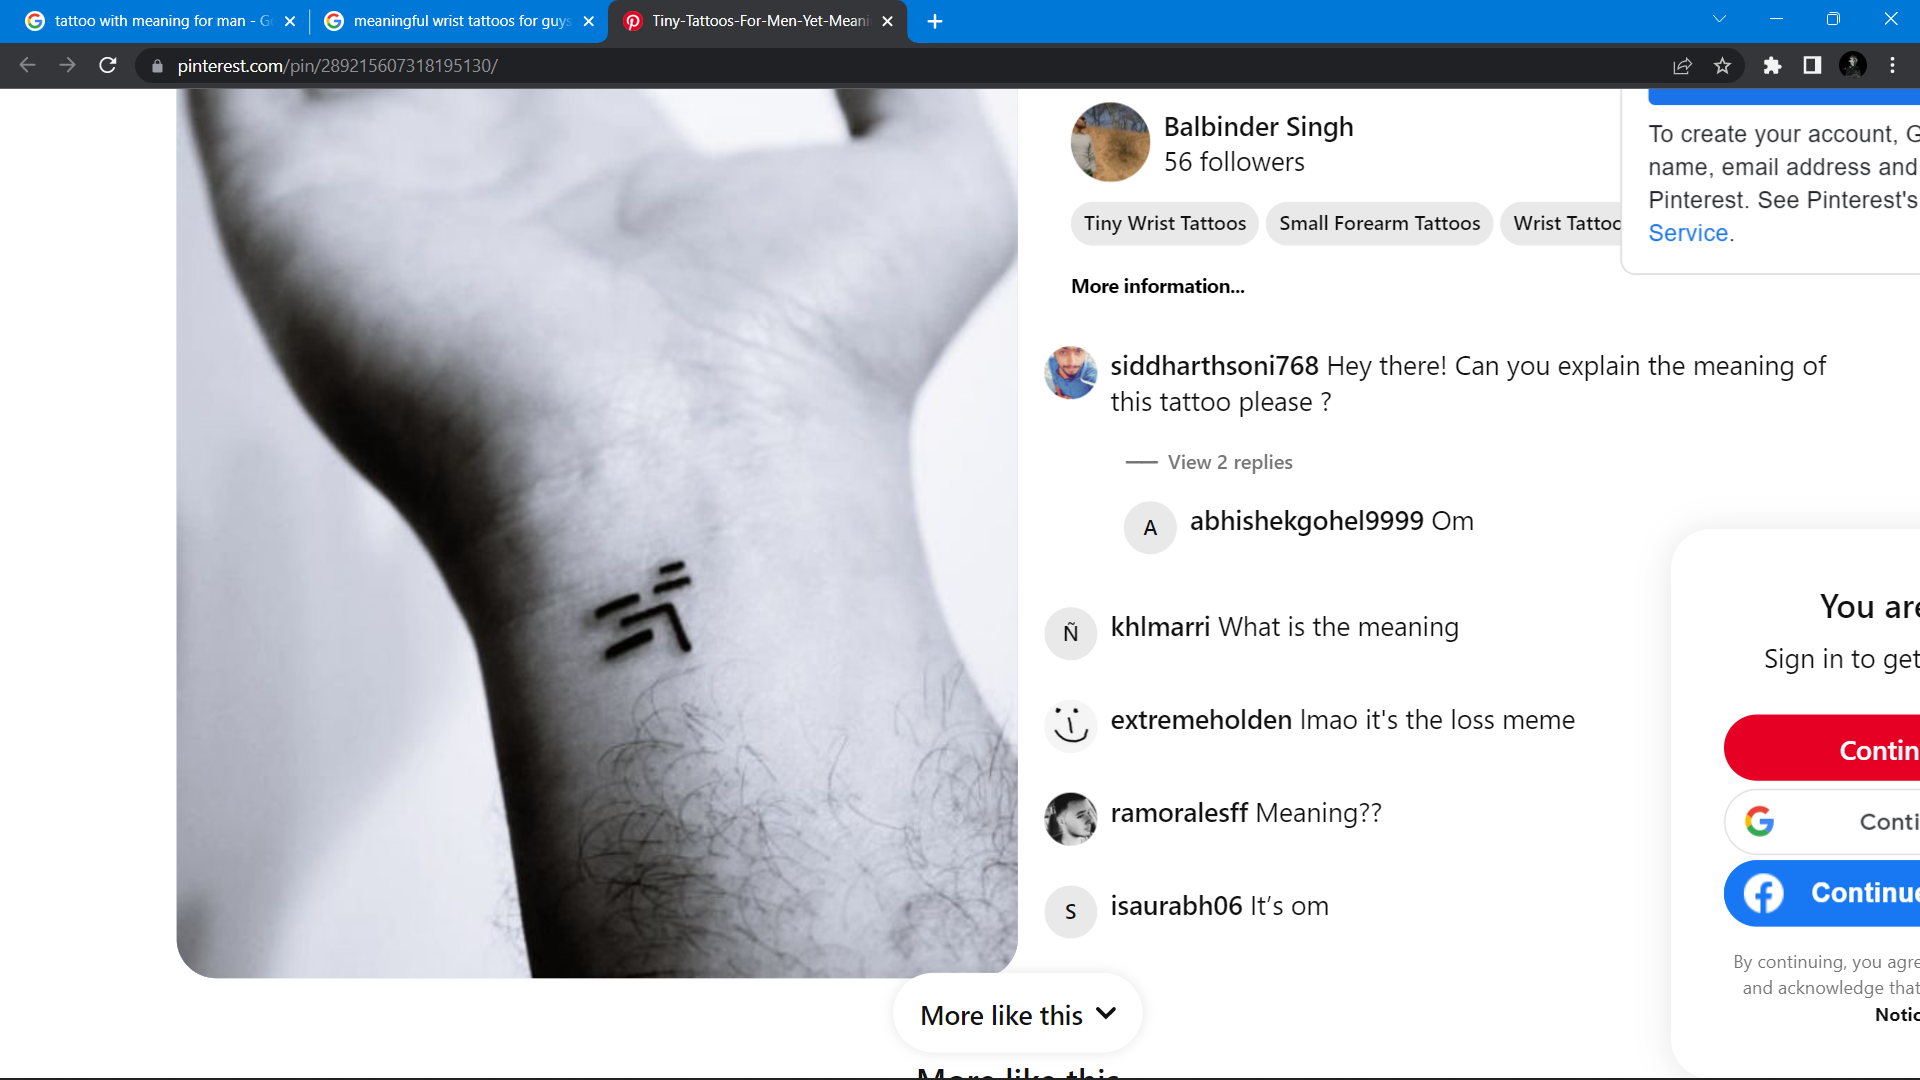 tattoo with meaning for man - Go
meaningful wrist tattoos for guys
Tiny-Tattoos-For-Men-Yet-Meani
pinterest.com/pin/289215607318195130/
Balbinder Singh
56 followers
Tiny Wrist Tattoos
Small Forearm Tattoos
Wrist Tattoo
More information...
To create your account, G
name, email address and
Pinterest. See Pinterest's
Service.
siddharthsoni768 Hey there! Can you explain the meaning of
this tattoo please ?
View 2 replies
A
abhishekgohel9999 Om
Ñ
khlmarri What is the meaning
extremeholden lmao it's the loss meme
ramoralesff Meaning??
S
isaurabh06 It’s om
You are
Sign in to get
Contin
Conti
Continue
By continuing, you agre
and acknowledge that
Notic
More like this
More like this